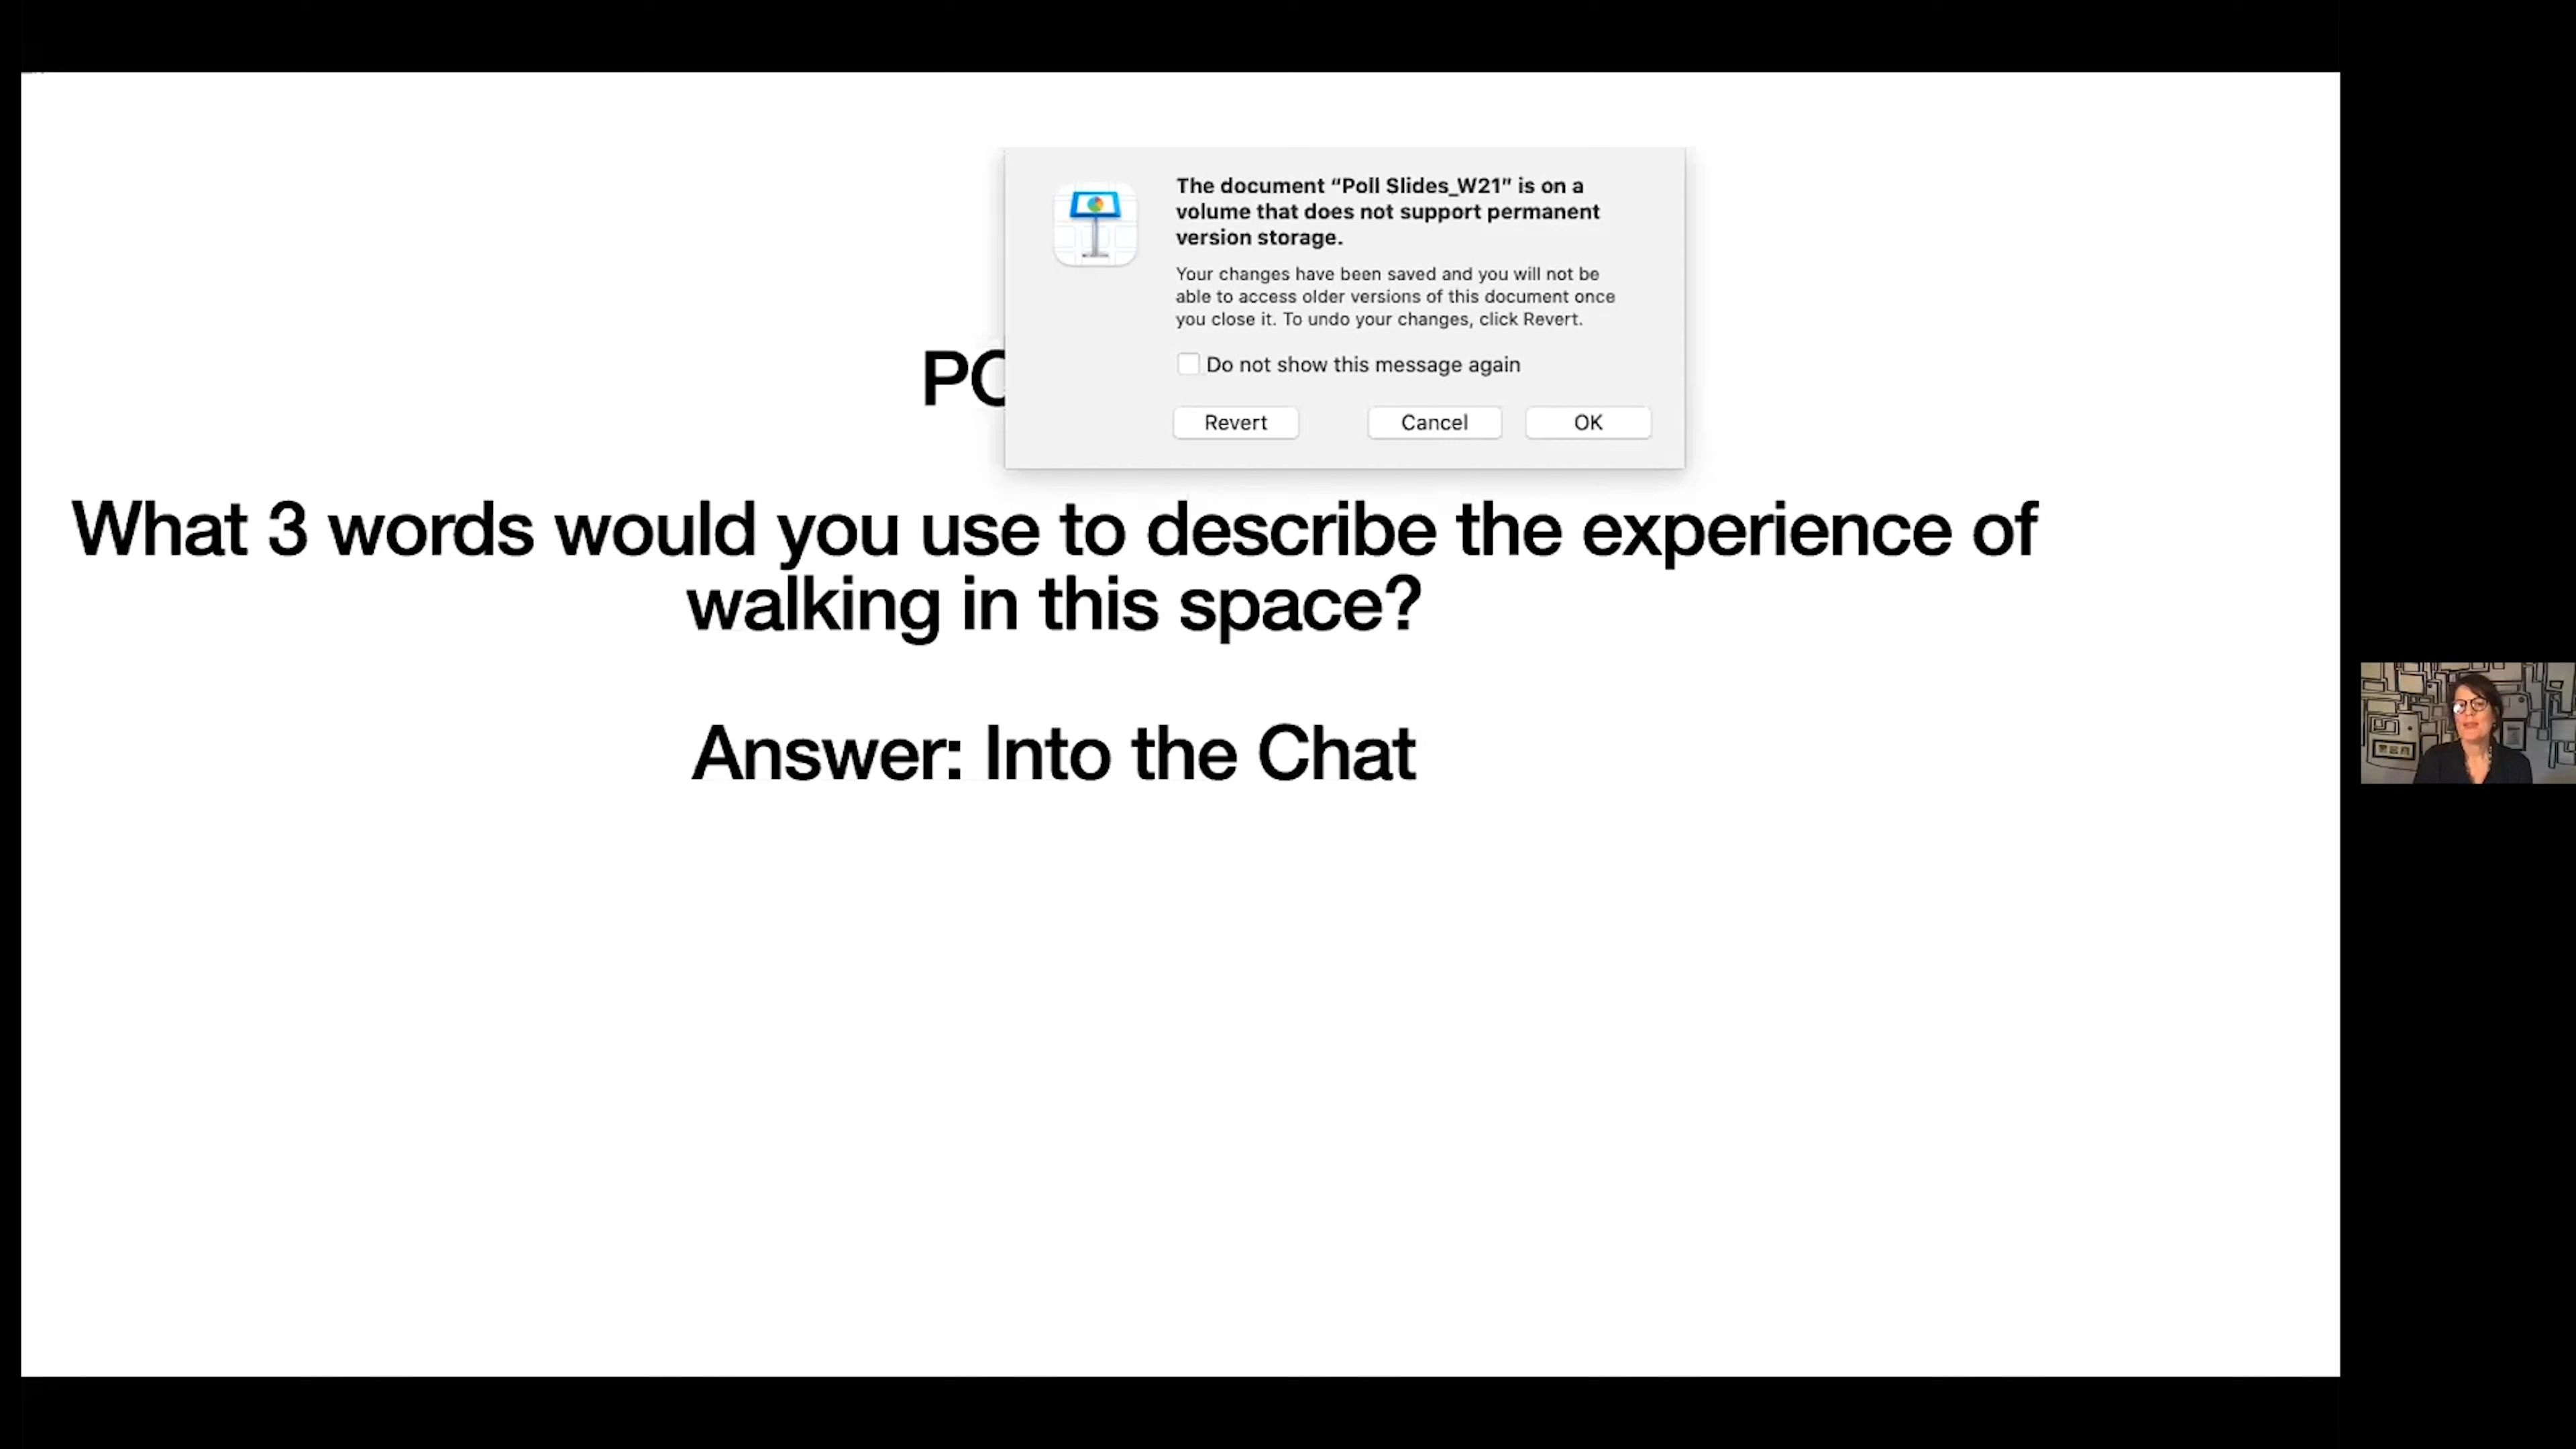 The document “Poll Slides_W21” is on a
volume that does not support permanent
version storage.
Your changes have been saved and you will not be
able to access older versions of this document once
you close it. To undo your changes, click Revert.
Do not show this message again
Revert Cancel OK
What 3 words would you use to describe the experience of
walking in this space?
Answer: Into the Chat